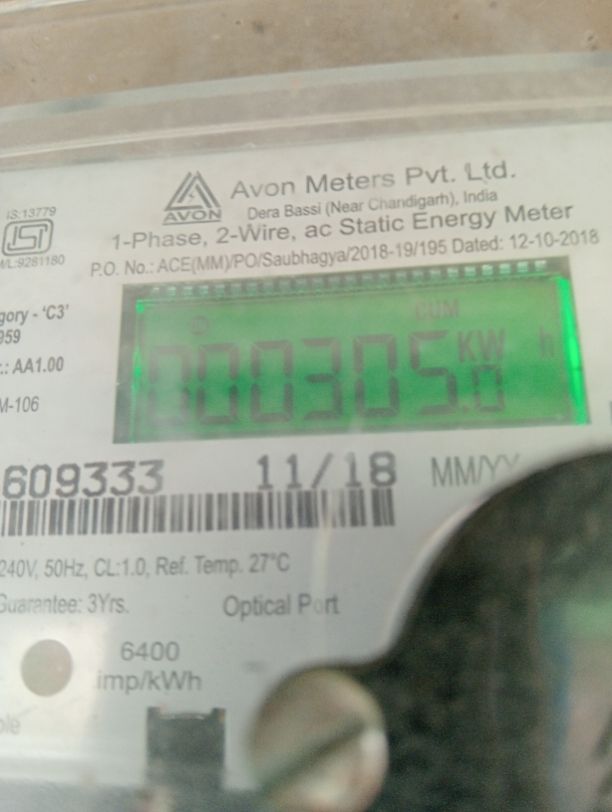 Avon Meters Pvt. Ltd.
AVON
Dera Bassi (Near Chandigarh), India
IS:13779
ISI
M/L:9281180
1-Phase, 2-Wire, ac Static Energy Meter
P.O. No.: ACE(MM)/PO/Saubhagya/2018-19/195 Dated: 12-10-2018
gory - 'C3'
959
.: AA1.00
M-106
CUM
000305.0 KW h
609333 11/18 MM/YY
240V, 50Hz, CL:1.0, Ref. Temp. 27°C
Guarantee: 3Yrs. Optical Port
6400
imp/kWh
ole